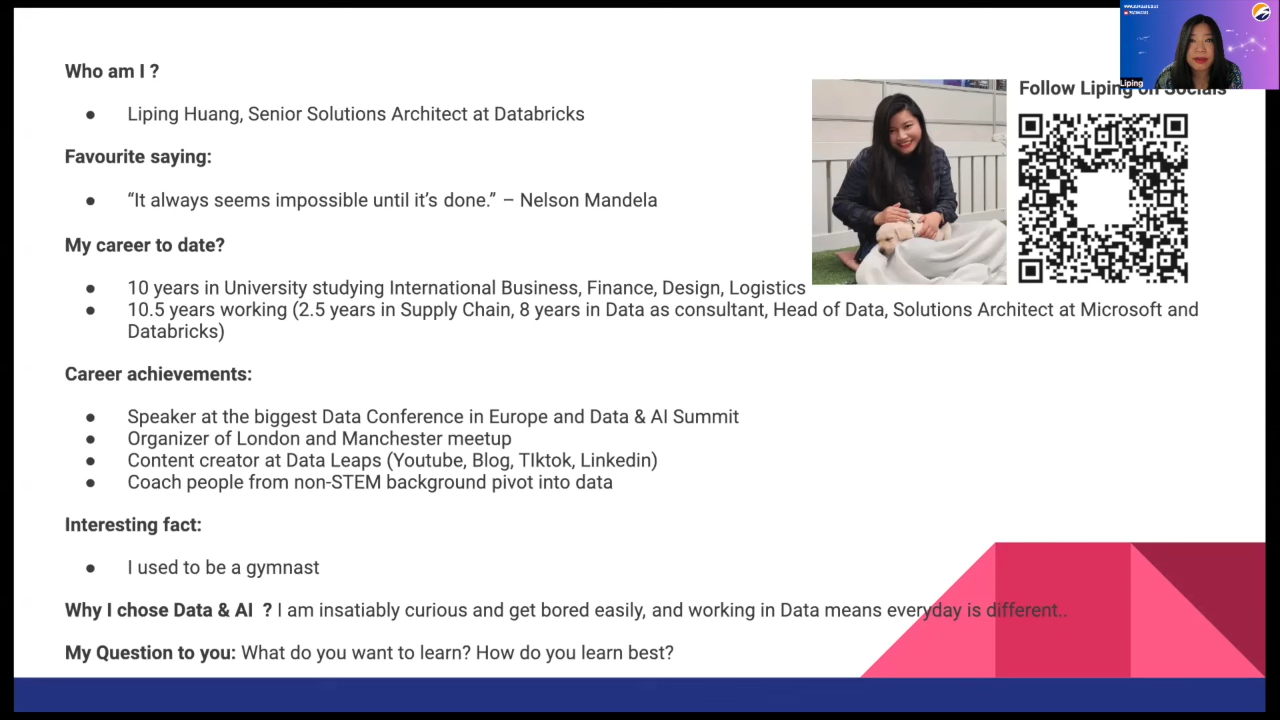 Who am I ?
● Liping Huang, Senior Solutions Architect at Databricks
Favourite saying:
● “It always seems impossible until it’s done.” – Nelson Mandela
My career to date?
● 10 years in University studying International Business, Finance, Design, Logistics
● 10.5 years working (2.5 years in Supply Chain, 8 years in Data as consultant, Head of Data, Solutions Architect at Microsoft and
Databricks)
Career achievements:
● Speaker at the biggest Data Conference in Europe and Data & AI Summit
● Organizer of London and Manchester meetup
● Content creator at Data Leaps (Youtube, Blog, TIktok, Linkedin)
● Coach people from non-STEM background pivot into data
Interesting fact:
● I used to be a gymnast
Why I chose Data & AI ? I am insatiably curious and get bored easily, and working in Data means everyday is different..
My Question to you: What do you want to learn? How do you learn best?
Follow Liping on Socials
Liping